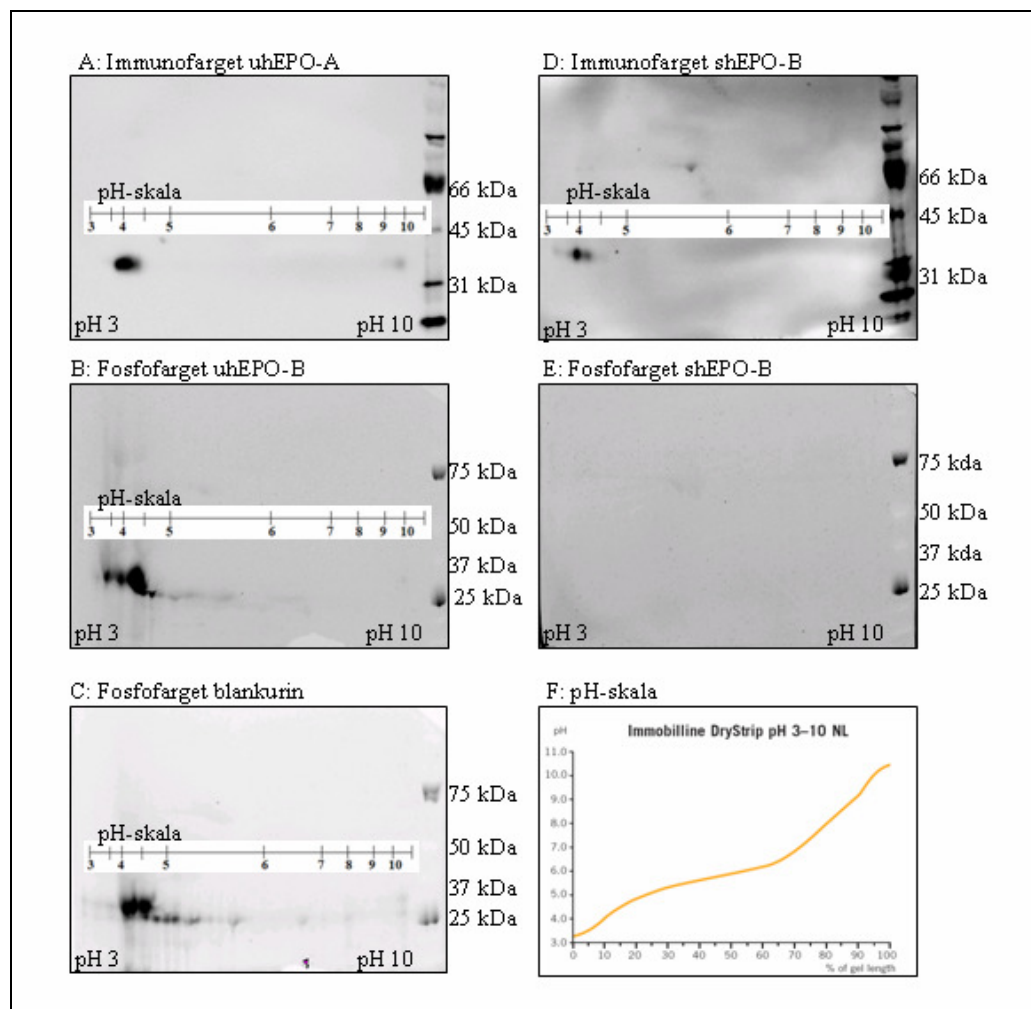 A: Immunofarget uhEPO-A
pH-skala
3 4 5 6 7 8 9 10
66 kDa
45 kDa
31 kDa
pH 3
pH 10
D: Immunofarget shEPO-B
pH-skala
3 4 5 6 7 8 9 10
66 kDa
45 kDa
31 kDa
pH 3
pH 10
B: Fosfofarget uhEPO-B
75 kDa
pH-skala
3 4 5 6 7 8 9 10
50 kDa
37 kDa
25 kDa
pH 3
pH 10
E: Fosfofarget shEPO-B
75 kda
50 kDa
37 kda
25 kDa
pH 3
pH 10
C: Fosfofarget blankurin
75 kDa
pH-skala
3 4 5 6 7 8 9 10
50 kDa
37 kDa
25 kDa
pH 3
pH 10
F: pH-skala
pH
Immobilline DryStrip pH 3–10 NL
11.0
10.0
9.0
8.0
7.0
6.0
5.0
4.0
3.0
0 10 20 30 40 50 60 70 80 90 100
% of gel length